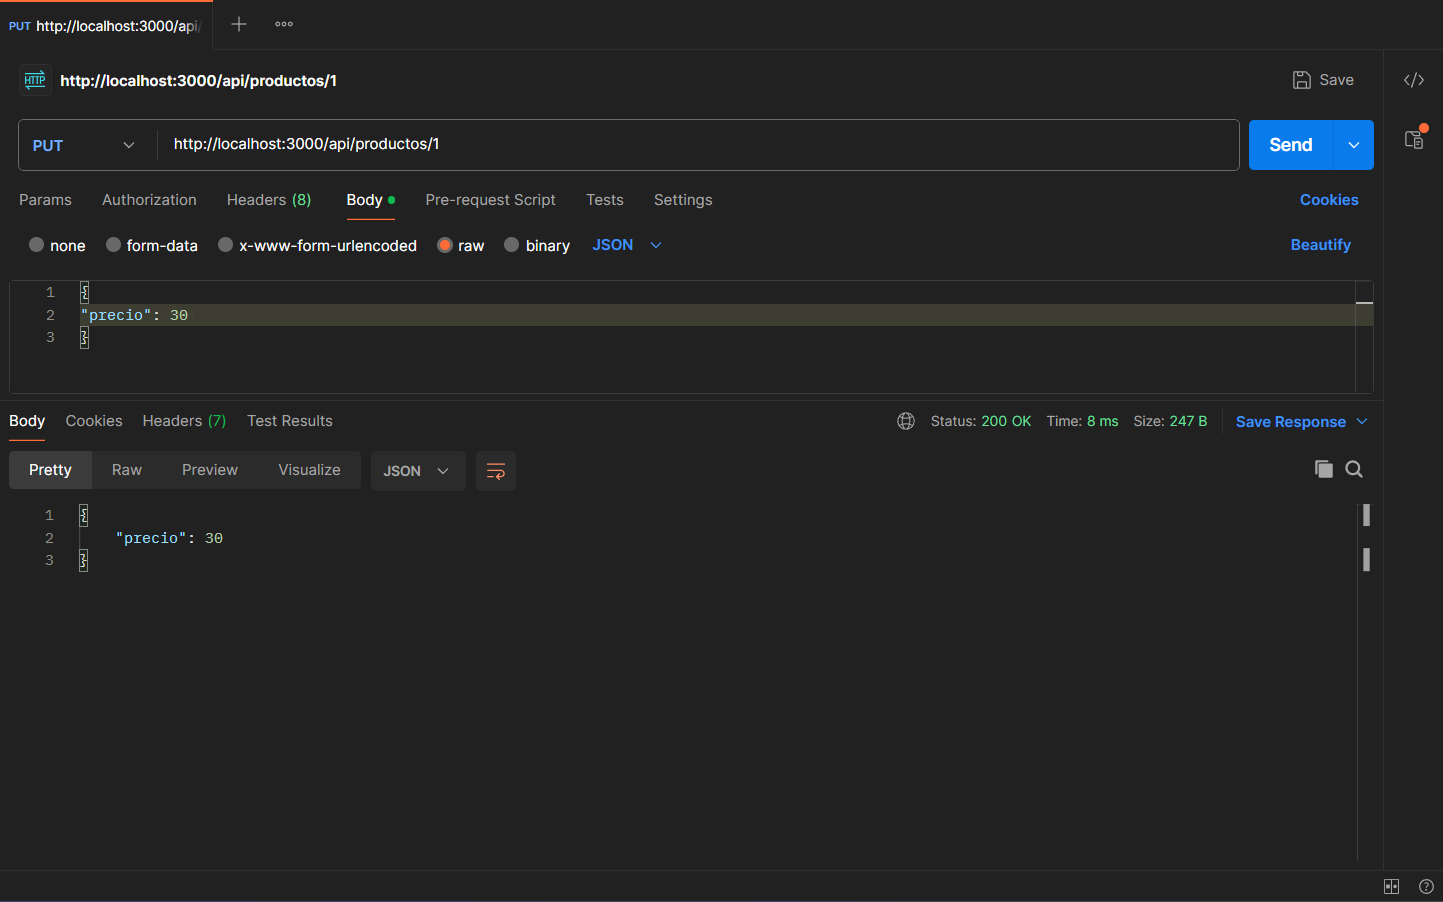 PUT http://localhost:3000/api/
HTTP http://localhost:3000/api/productos/1
Save
PUT http://localhost:3000/api/productos/1
Send
Params Authorization Headers (8) Body Pre-request Script Tests Settings Cookies
none form-data x-www-form-urlencoded raw binary JSON Beautify
1 {
2 "precio": 30
3 }
Body Cookies Headers (7) Test Results Status: 200 OK Time: 8 ms Size: 247 B Save Response
Pretty Raw Preview Visualize JSON
1 {
2 "precio": 30
3 }